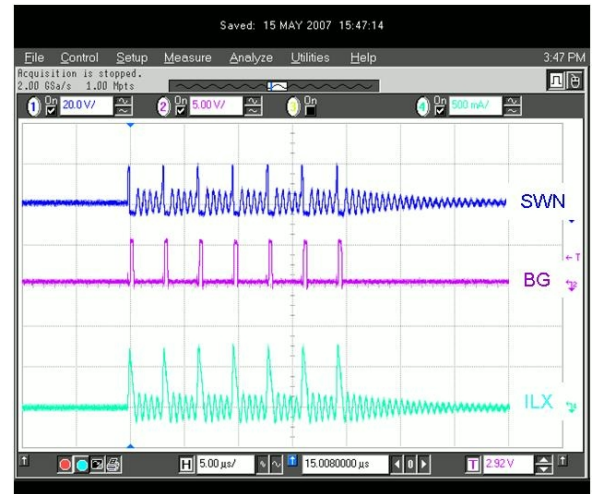 Saved: 15 MAY 2007 15:47:14
File Control Setup Measure Analyze Utilities Help 3:47 PM
Acquisition is stopped.
2.00 GSa/s 1.00 Mpts
1 On 20.0 V/ 2 On 5.00 V/ 3 On 4 On 500 mA/
SWN
T
BG
ILX
H 5.00 µs/ 15.0080000 µs 0 T 2.92 V